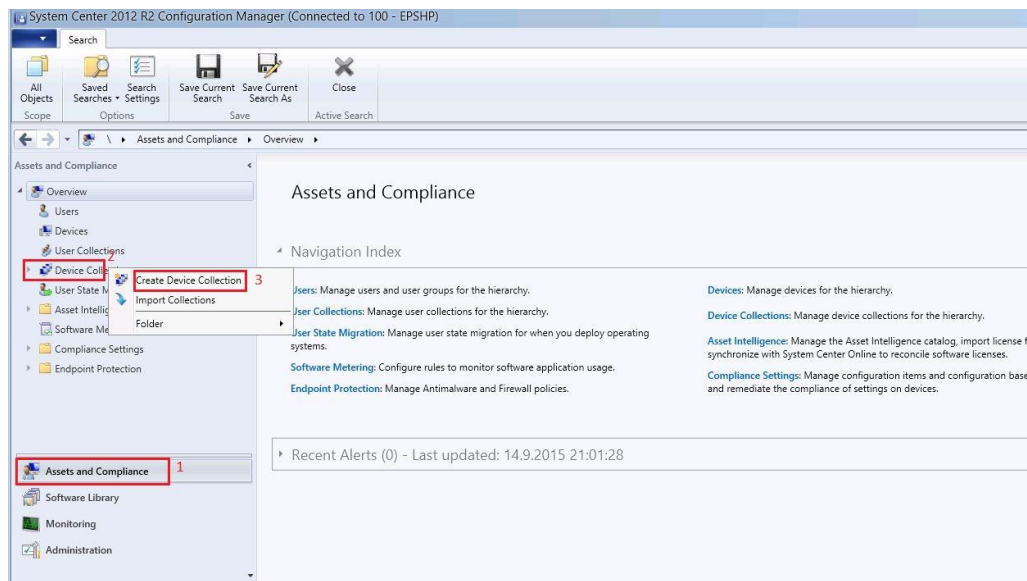 System Center 2012 R2 Configuration Manager (Connected to 100 - EPSHP)
Search
All Objects
Saved Searches
Search Settings
Save Current Search
Save Current Search As
Close
Scope
Options
Save
Active Search
\ Assets and Compliance Overview
Assets and Compliance
Overview
Users
Devices
User Collections
2
Device Coll
User State M
Asset Intellig
Software Me
Compliance Settings
Endpoint Protection
Create Device Collection 3
Import Collections
Folder
Assets and Compliance 1
Software Library
Monitoring
Administration
Assets and Compliance
Navigation Index
Users: Manage users and user groups for the hierarchy.
User Collections: Manage user collections for the hierarchy.
User State Migration: Manage user state migration for when you deploy operating
systems.
Software Metering: Configure rules to monitor software application usage.
Endpoint Protection: Manage Antimalware and Firewall policies.
Devices: Manage devices for the hierarchy.
Device Collections: Manage device collections for the hierarchy.
Asset Intelligence: Manage the Asset Intelligence catalog, import license f
synchronize with System Center Online to reconcile software licenses.
Compliance Settings: Manage configuration items and configuration base
and remediate the compliance of settings on devices.
Recent Alerts (0) - Last updated: 14.9.2015 21:01:28